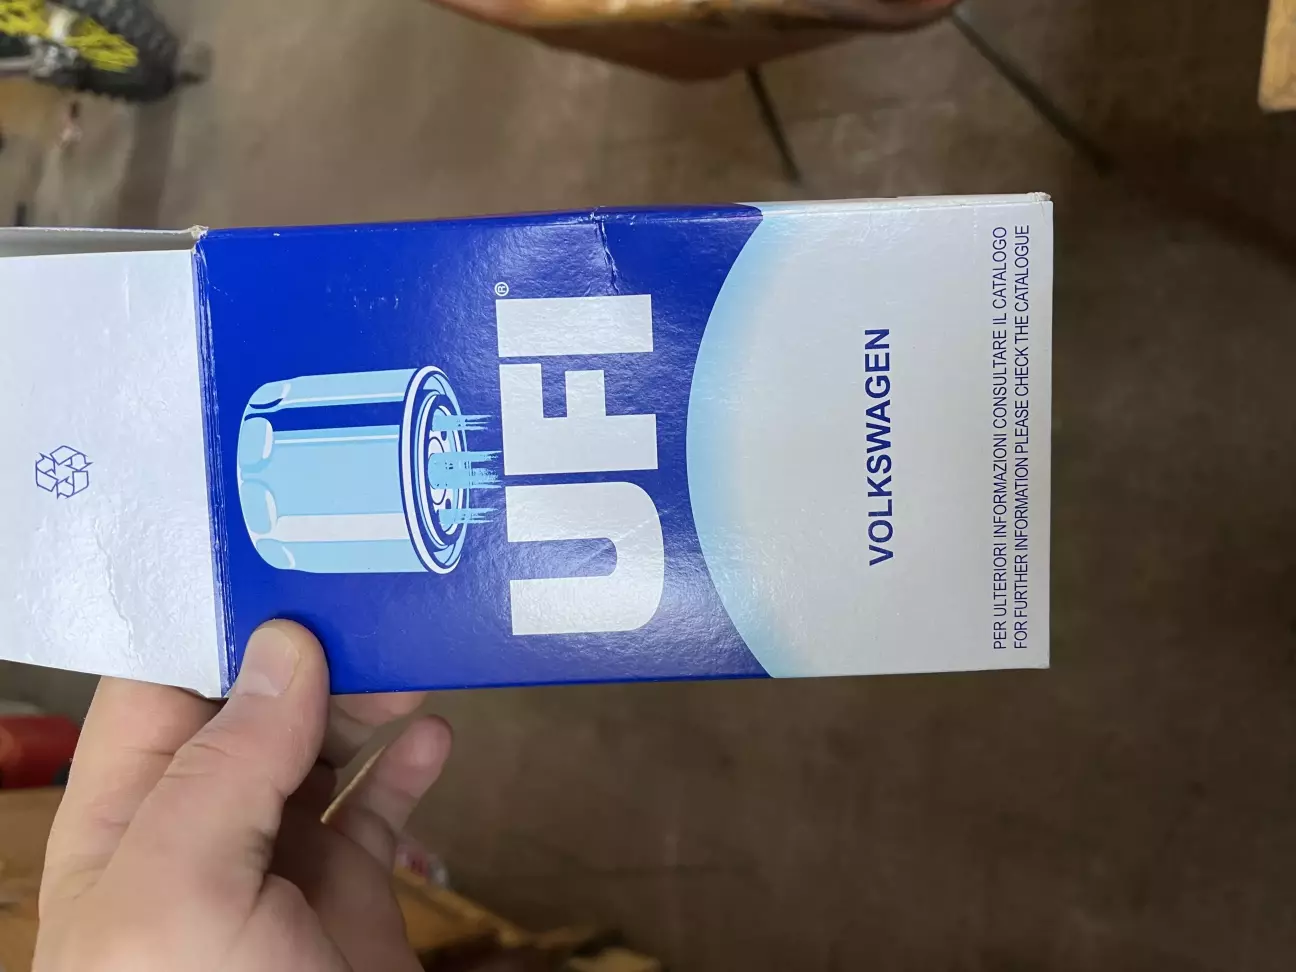 UFI®
VOLKSWAGEN
PER ULTERIORI INFORMAZIONI CONSULTARE IL CATALOGO
FOR FURTHER INFORMATION PLEASE CHECK THE CATALOGUE